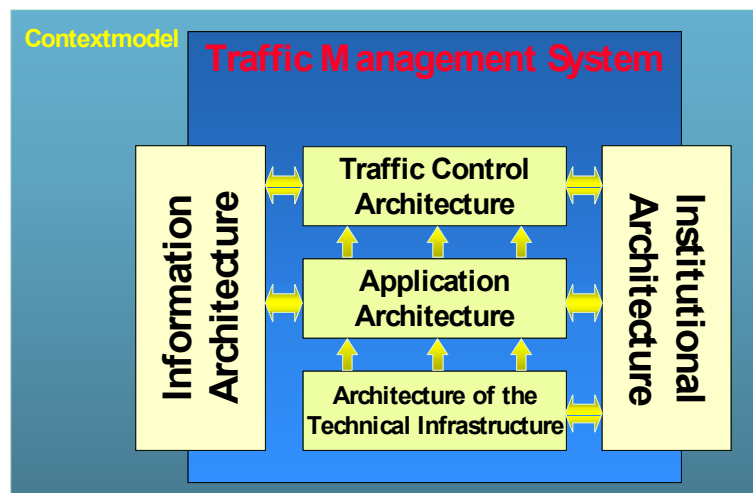 Contextmodel
Traffic Management System
Information
Architecture
Traffic Control
Architecture
Application
Architecture
Architecture of the
Technical Infrastructure
Institutional
Architecture